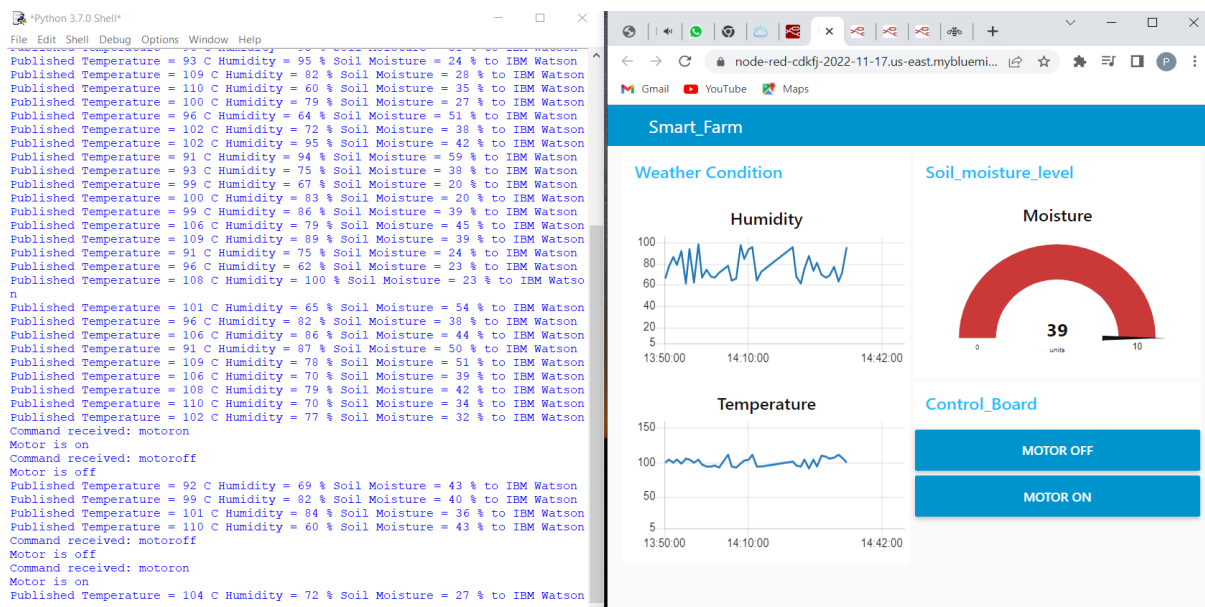 *Python 3.7.0 Shell*
File Edit Shell Debug Options Window Help
Published Temperature = 93 C Humidity = 95 % Soil Moisture = 24 % to IBM Watson
Published Temperature = 109 C Humidity = 82 % Soil Moisture = 28 % to IBM Watson
Published Temperature = 110 C Humidity = 60 % Soil Moisture = 35 % to IBM Watson
Published Temperature = 100 C Humidity = 79 % Soil Moisture = 27 % to IBM Watson
Published Temperature = 96 C Humidity = 64 % Soil Moisture = 51 % to IBM Watson
Published Temperature = 102 C Humidity = 72 % Soil Moisture = 38 % to IBM Watson
Published Temperature = 102 C Humidity = 95 % Soil Moisture = 42 % to IBM Watson
Published Temperature = 91 C Humidity = 94 % Soil Moisture = 59 % to IBM Watson
Published Temperature = 93 C Humidity = 75 % Soil Moisture = 38 % to IBM Watson
Published Temperature = 99 C Humidity = 67 % Soil Moisture = 20 % to IBM Watson
Published Temperature = 100 C Humidity = 83 % Soil Moisture = 20 % to IBM Watson
Published Temperature = 99 C Humidity = 86 % Soil Moisture = 39 % to IBM Watson
Published Temperature = 106 C Humidity = 79 % Soil Moisture = 45 % to IBM Watson
Published Temperature = 109 C Humidity = 89 % Soil Moisture = 39 % to IBM Watson
Published Temperature = 91 C Humidity = 75 % Soil Moisture = 24 % to IBM Watson
Published Temperature = 96 C Humidity = 62 % Soil Moisture = 23 % to IBM Watson
Published Temperature = 108 C Humidity = 100 % Soil Moisture = 23 % to IBM Watso
n
Published Temperature = 101 C Humidity = 65 % Soil Moisture = 54 % to IBM Watson
Published Temperature = 96 C Humidity = 82 % Soil Moisture = 38 % to IBM Watson
Published Temperature = 106 C Humidity = 86 % Soil Moisture = 44 % to IBM Watson
Published Temperature = 91 C Humidity = 87 % Soil Moisture = 50 % to IBM Watson
Published Temperature = 109 C Humidity = 78 % Soil Moisture = 51 % to IBM Watson
Published Temperature = 106 C Humidity = 70 % Soil Moisture = 39 % to IBM Watson
Published Temperature = 108 C Humidity = 79 % Soil Moisture = 42 % to IBM Watson
Published Temperature = 110 C Humidity = 70 % Soil Moisture = 34 % to IBM Watson
Published Temperature = 102 C Humidity = 77 % Soil Moisture = 32 % to IBM Watson
Command received: motoron
Motor is on
Command received: motoroff
Motor is off
Published Temperature = 92 C Humidity = 69 % Soil Moisture = 43 % to IBM Watson
Published Temperature = 99 C Humidity = 82 % Soil Moisture = 40 % to IBM Watson
Published Temperature = 101 C Humidity = 84 % Soil Moisture = 36 % to IBM Watson
Published Temperature = 110 C Humidity = 60 % Soil Moisture = 43 % to IBM Watson
Command received: motoroff
Motor is off
Command received: motoron
Motor is on
Published Temperature = 104 C Humidity = 72 % Soil Moisture = 27 % to IBM Watson
node-red-cdkfj-2022-11-17.us-east.mybluemi...
P
Gmail YouTube Maps
Smart_Farm
Weather Condition
Humidity
100
80
60
40
20
5
13:50:00 14:10:00 14:42:00
Temperature
150
100
50
5
13:50:00 14:10:00 14:42:00
Soil_moisture_level
Moisture
39
0 units 10
Control_Board
MOTOR OFF
MOTOR ON